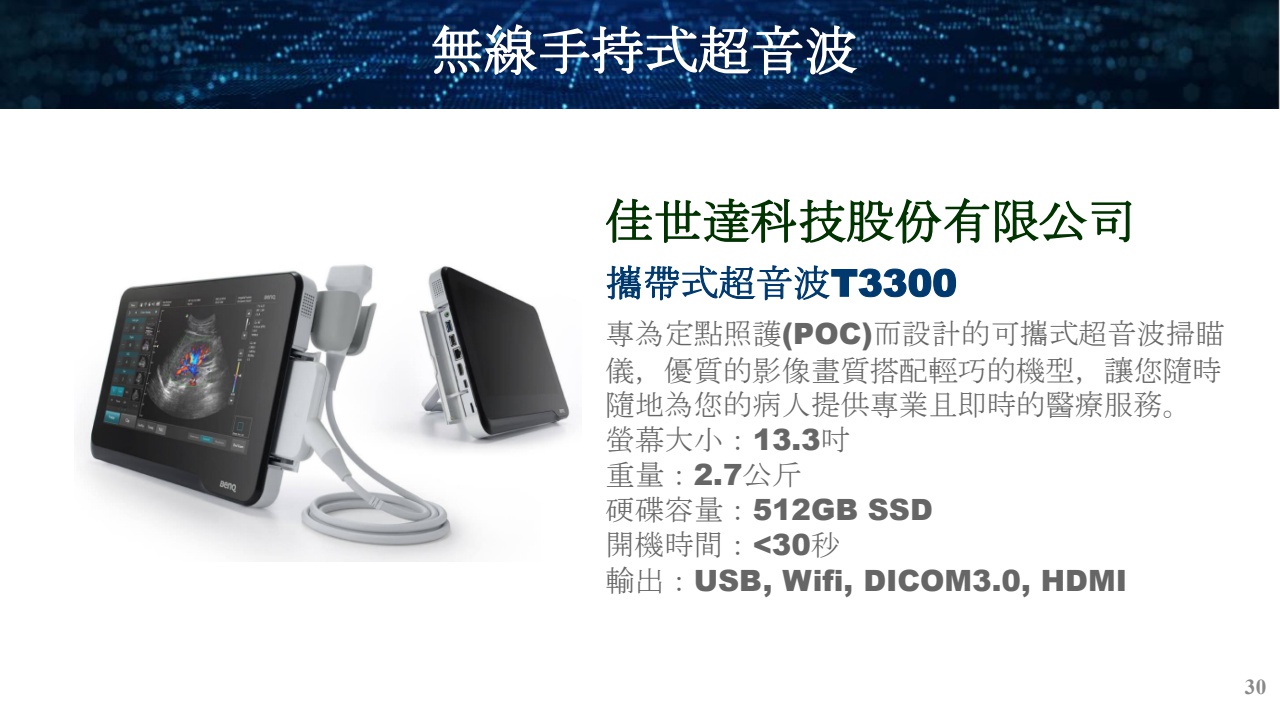 無線手持式超音波
佳世達科技股份有限公司
攜帶式超音波T3300
專為定點照護(POC)而設計的可攜式超音波掃瞄
儀，優質的影像畫質搭配輕巧的機型，讓您隨時
隨地為您的病人提供專業且即時的醫療服務。
螢幕大小：13.3吋
重量：2.7公斤
硬碟容量：512GB SSD
開機時間：<30秒
輸出：USB, Wifi, DICOM3.0, HDMI
BenQ
30